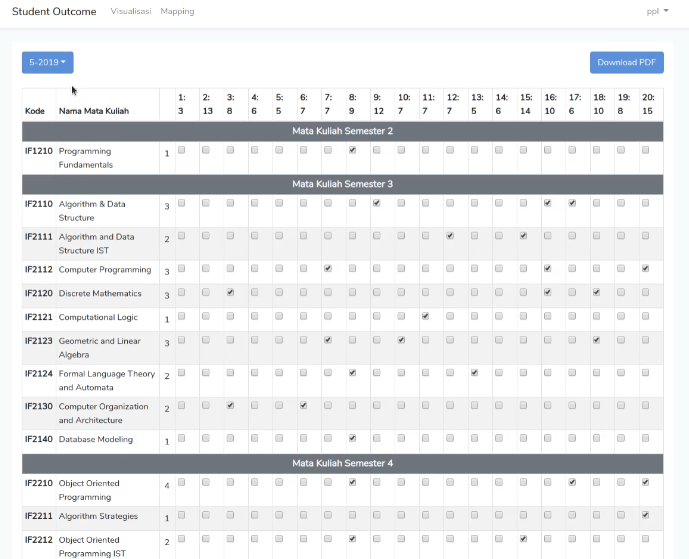 Student Outcome Visualisasi Mapping ppl
5-2019 Download PDF
1: 2: 3: 4: 5: 6: 7: 8: 9: 10: 11: 12: 13: 14: 15: 16: 17: 18: 19: 20:
Kode Nama Mata Kuliah 3 13 8 6 5 7 7 9 12 7 7 7 5 6 14 10 6 10 8 15
Mata Kuliah Semester 2
IF1210 Programming 1
Fundamentals
Mata Kuliah Semester 3
IF2110 Algorithm & Data 3
Structure
IF2111 Algorithm and Data 2
Structure IST
IF2112 Computer Programming 3
IF2120 Discrete Mathematics 3
IF2121 Computational Logic 1
IF2123 Geometric and Linear 3
Algebra
IF2124 Formal Language Theory 2
and Automata
IF2130 Computer Organization 2
and Architecture
IF2140 Database Modeling 1
Mata Kuliah Semester 4
IF2210 Object Oriented 4
Programming
IF2211 Algorithm Strategies 1
IF2212 Object Oriented 2
Programming IST